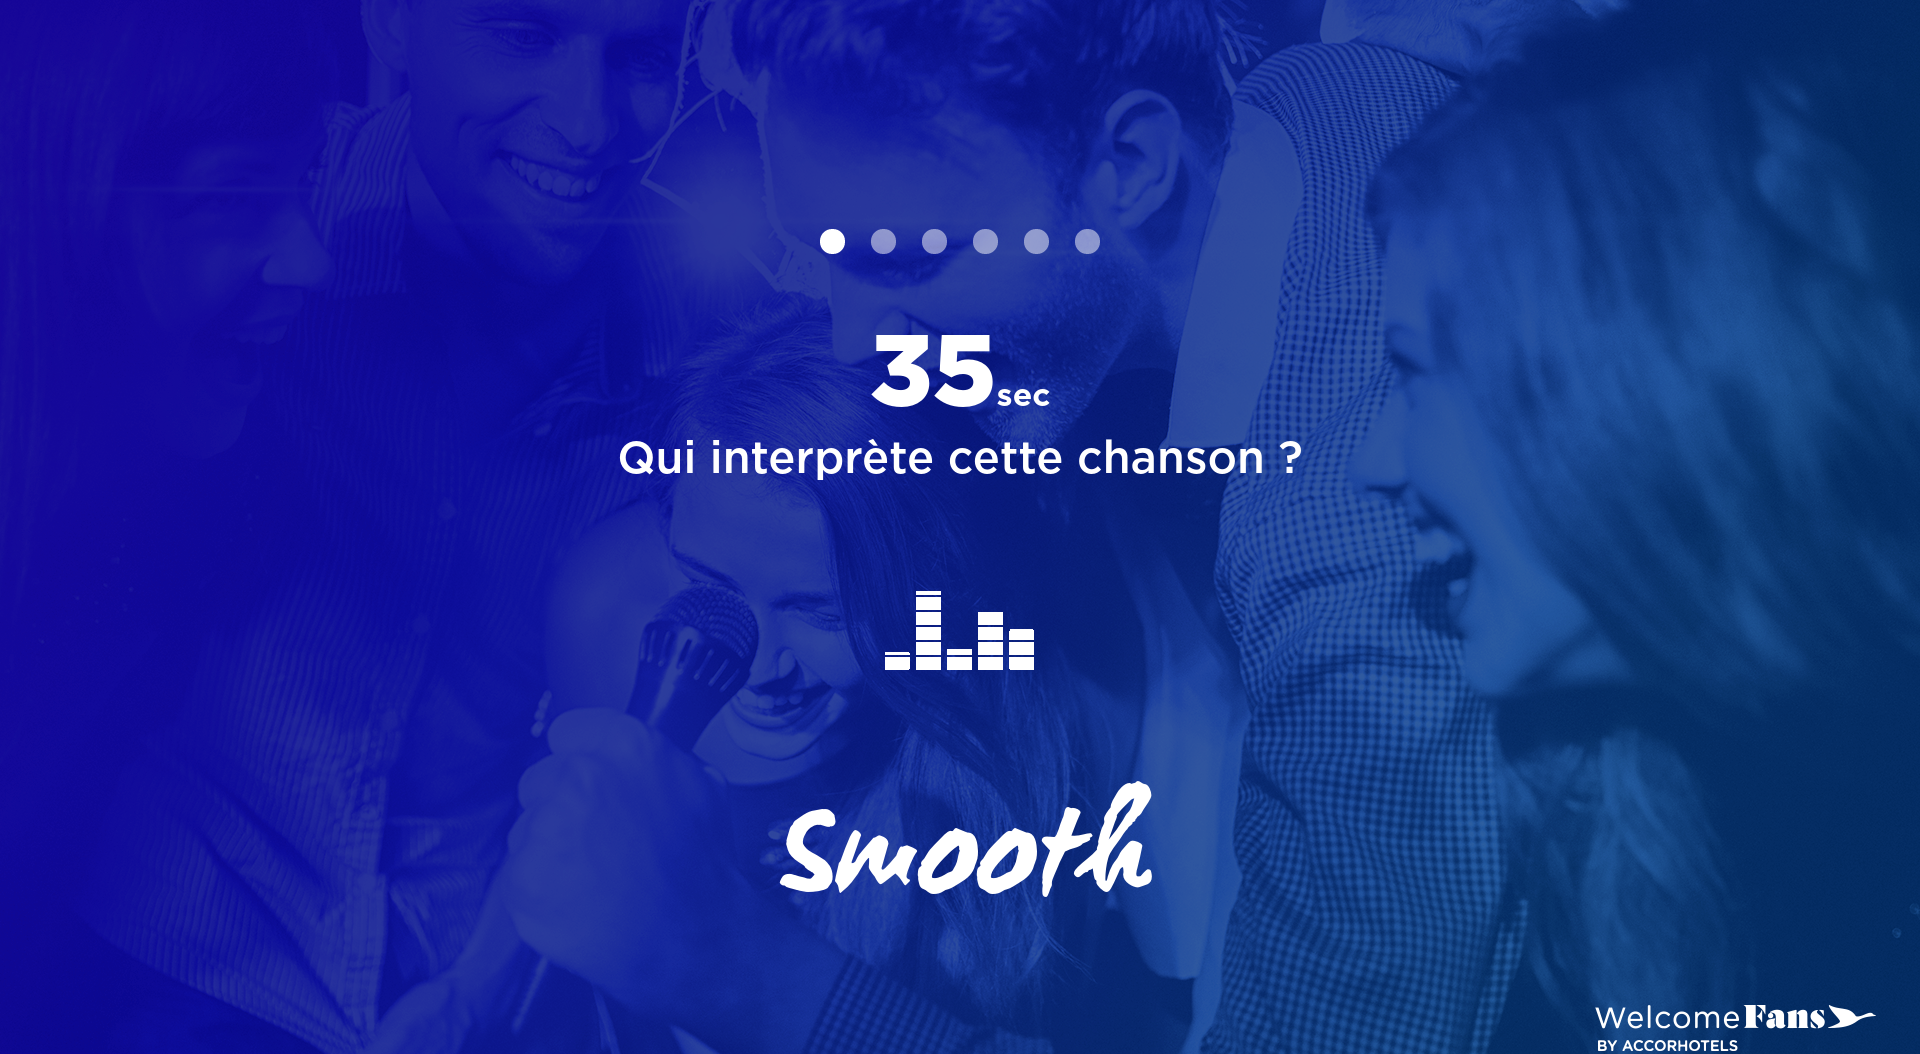 35sec
Qui interprète cette chanson ?
Smooth
WelcomeFans
BY ACCORHOTELS